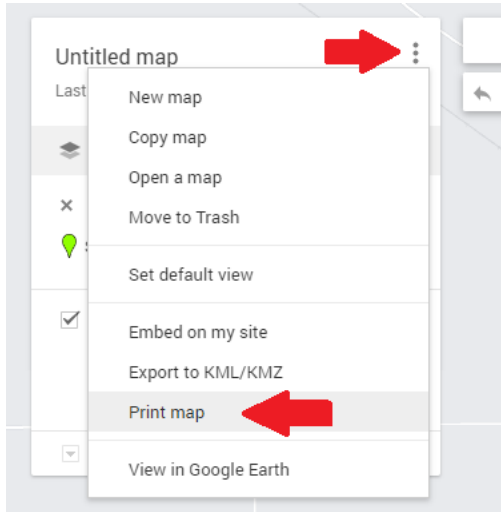 Untitled map
Last
New map
Copy map
Open a map
Move to Trash
Set default view
Embed on my site
Export to KML/KMZ
Print map
View in Google Earth